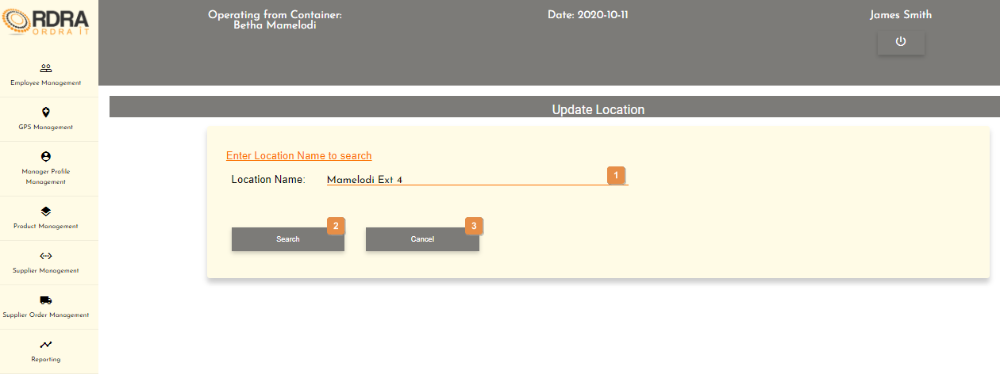 ORDRA
ORDRA iT
Employee Management
GPS Management
Manager Profile
Management
Product Management
Supplier Management
Supplier Order Management
Reporting
Operating from Container:
Betha Mamelodi
Date: 2020-10-11
James Smith
Update Location
Enter Location Name to search
Location Name: Mamelodi Ext 4 1
2 3
Search Cancel